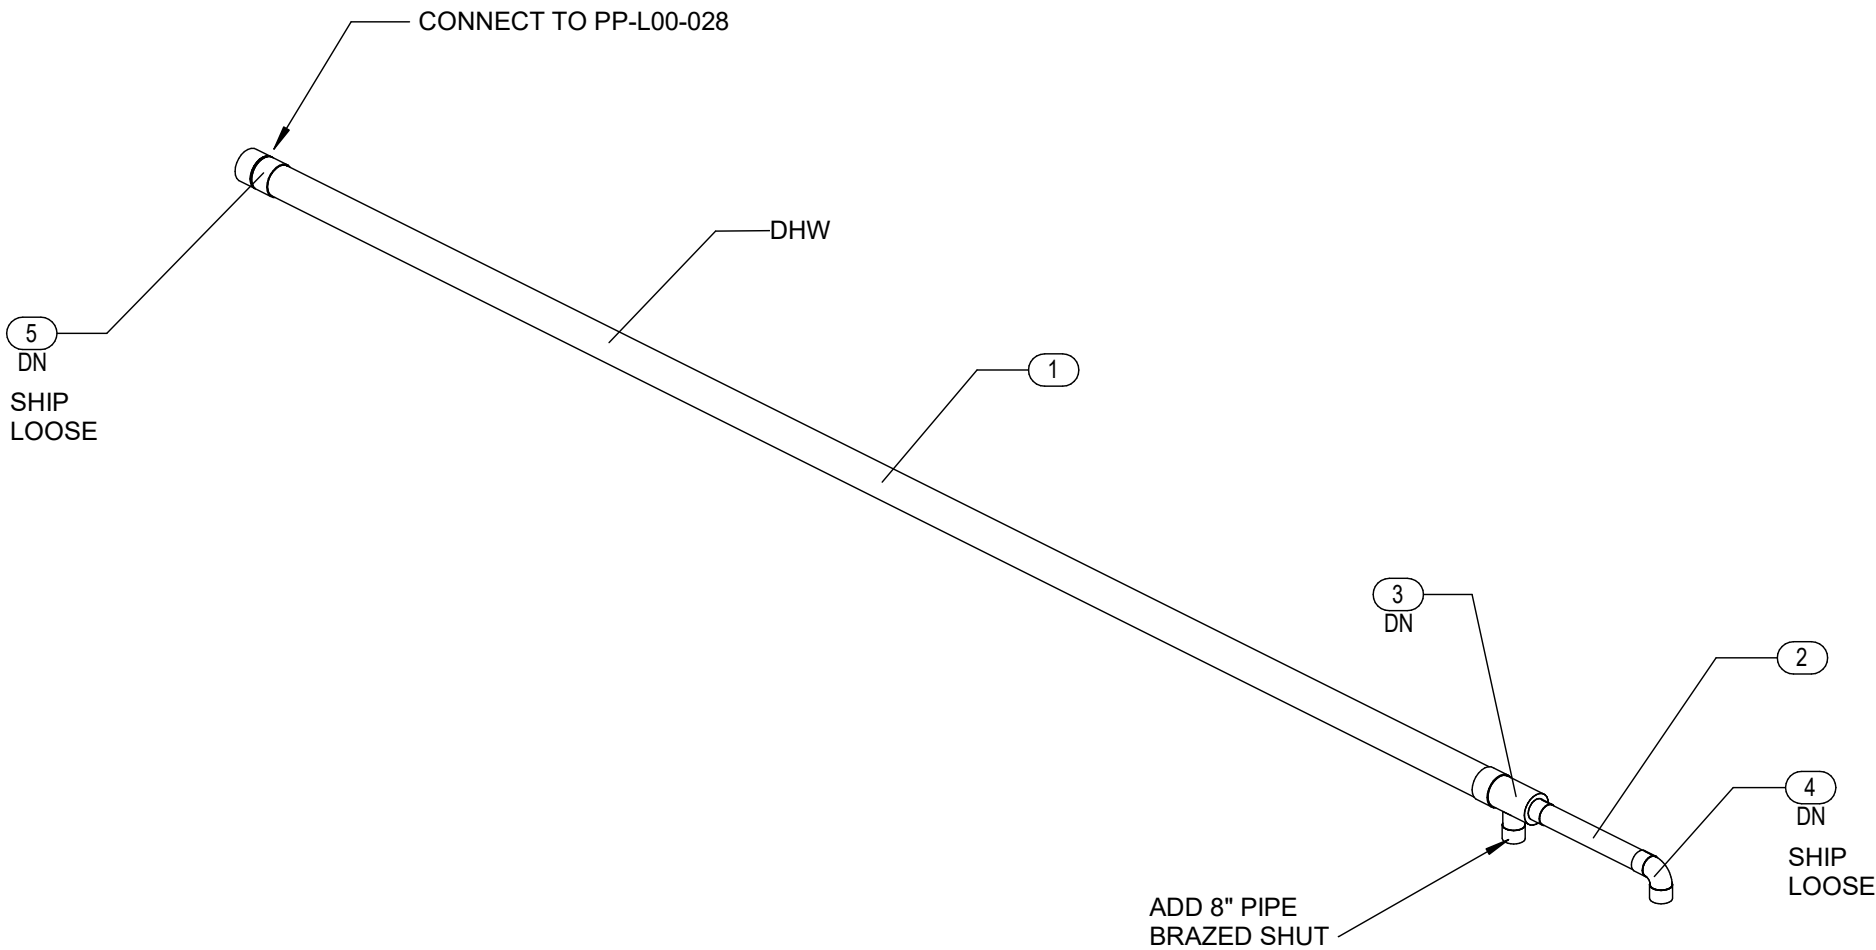 CONNECT TO PP-L00-028
DHW
5
DN
SHIP
LOOSE
1
3
DN
2
4
DN
SHIP
LOOSE
ADD 8" PIPE
BRAZED SHUT